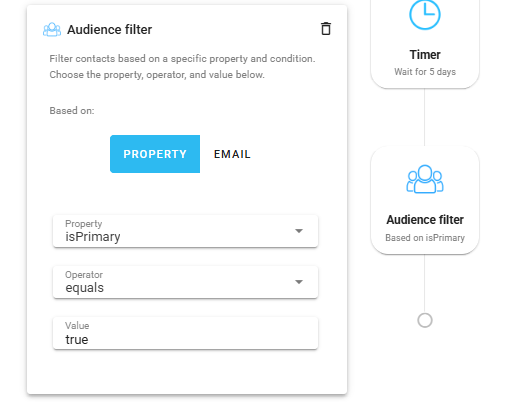 Audience filter
Filter contacts based on a specific property and condition.
Choose the property, operator, and value below.
Based on:
PROPERTY EMAIL
Property
isPrimary
Operator
equals
Value
true
Timer
Wait for 5 days
Audience filter
Based on isPrimary